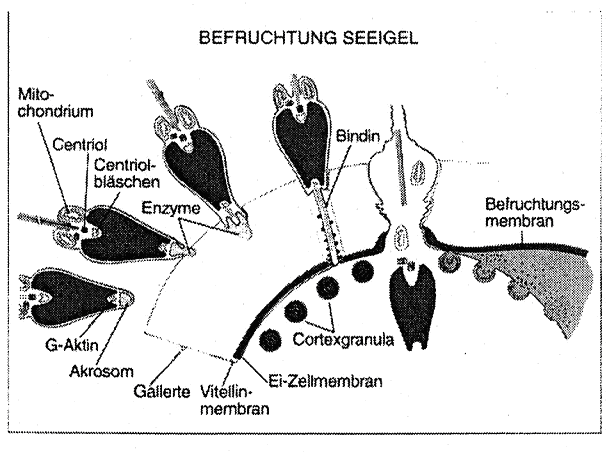 BEFRUCHTUNG SEEIGEL
Mito-
chondrium
Centriol
Centriol-
bläschen
Enzyme
Bindin
Befruchtungs-
membran
G-Aktin
Akrosom
Gallerte
Vitellin-
membran
Ei-Zellmembran
Cortexgranula